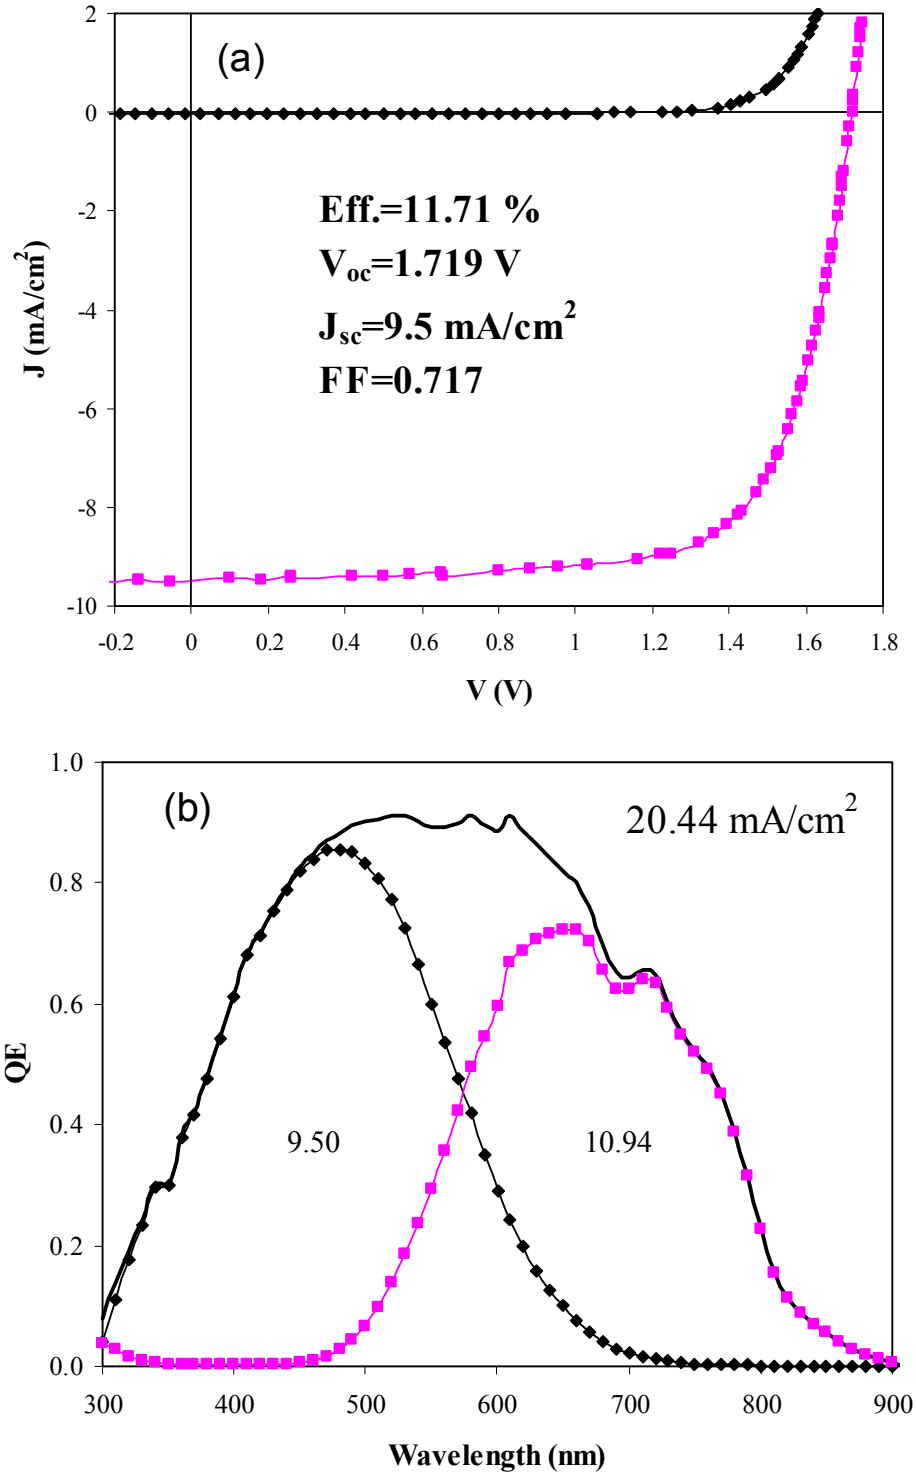 (a)
Eff.=11.71 %
Voc=1.719 V
Jsc=9.5 mA/cm2
FF=0.717
J (mA/cm2)
2
0
-2
-4
-6
-8
-10
-0.2 0 0.2 0.4 0.6 0.8 1 1.2 1.4 1.6 1.8
V (V)
(b)
20.44 mA/cm2
9.50
10.94
QE
1.0
0.8
0.6
0.4
0.2
0.0
300 400 500 600 700 800 900
Wavelength (nm)